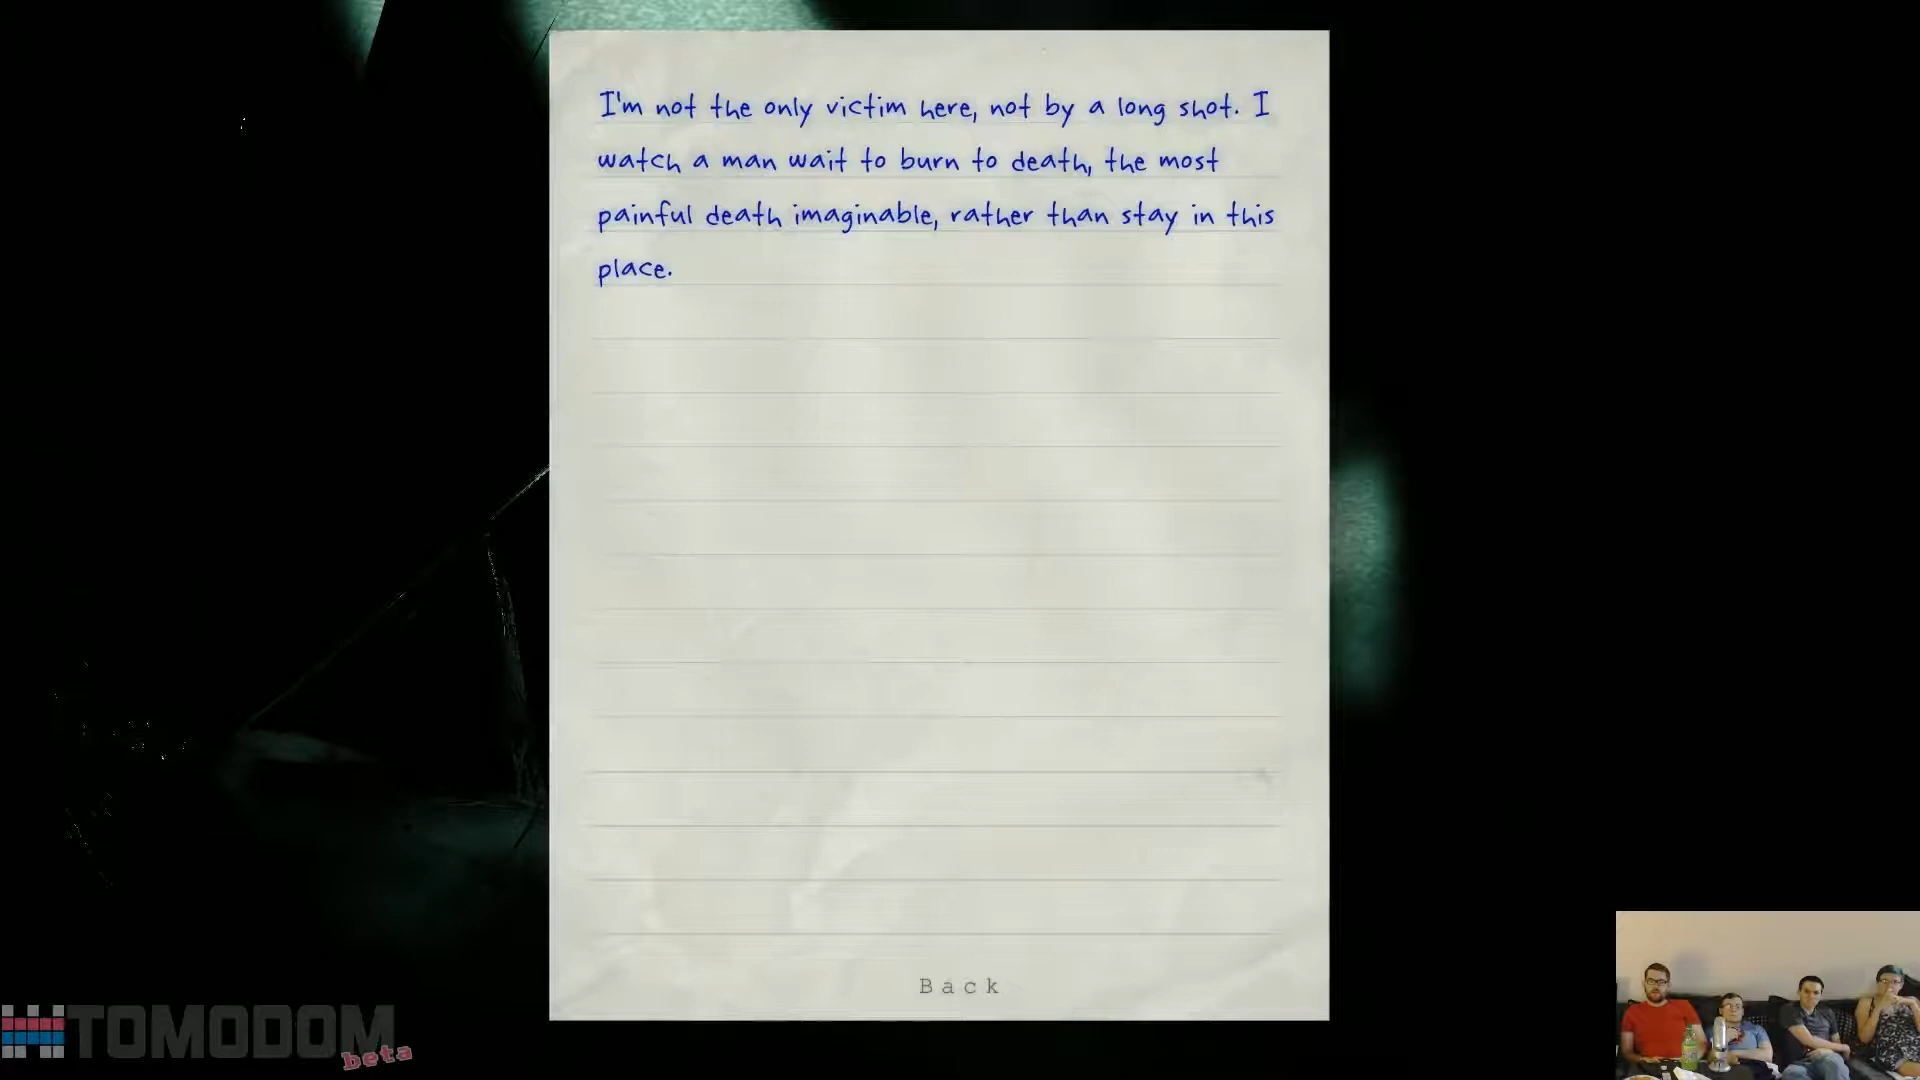 I'm not the only victim here, not by a long shot. I
watch a man wait to burn to death, the most
painful death imaginable, rather than stay in this
place.
Back
TOMODOM
beta